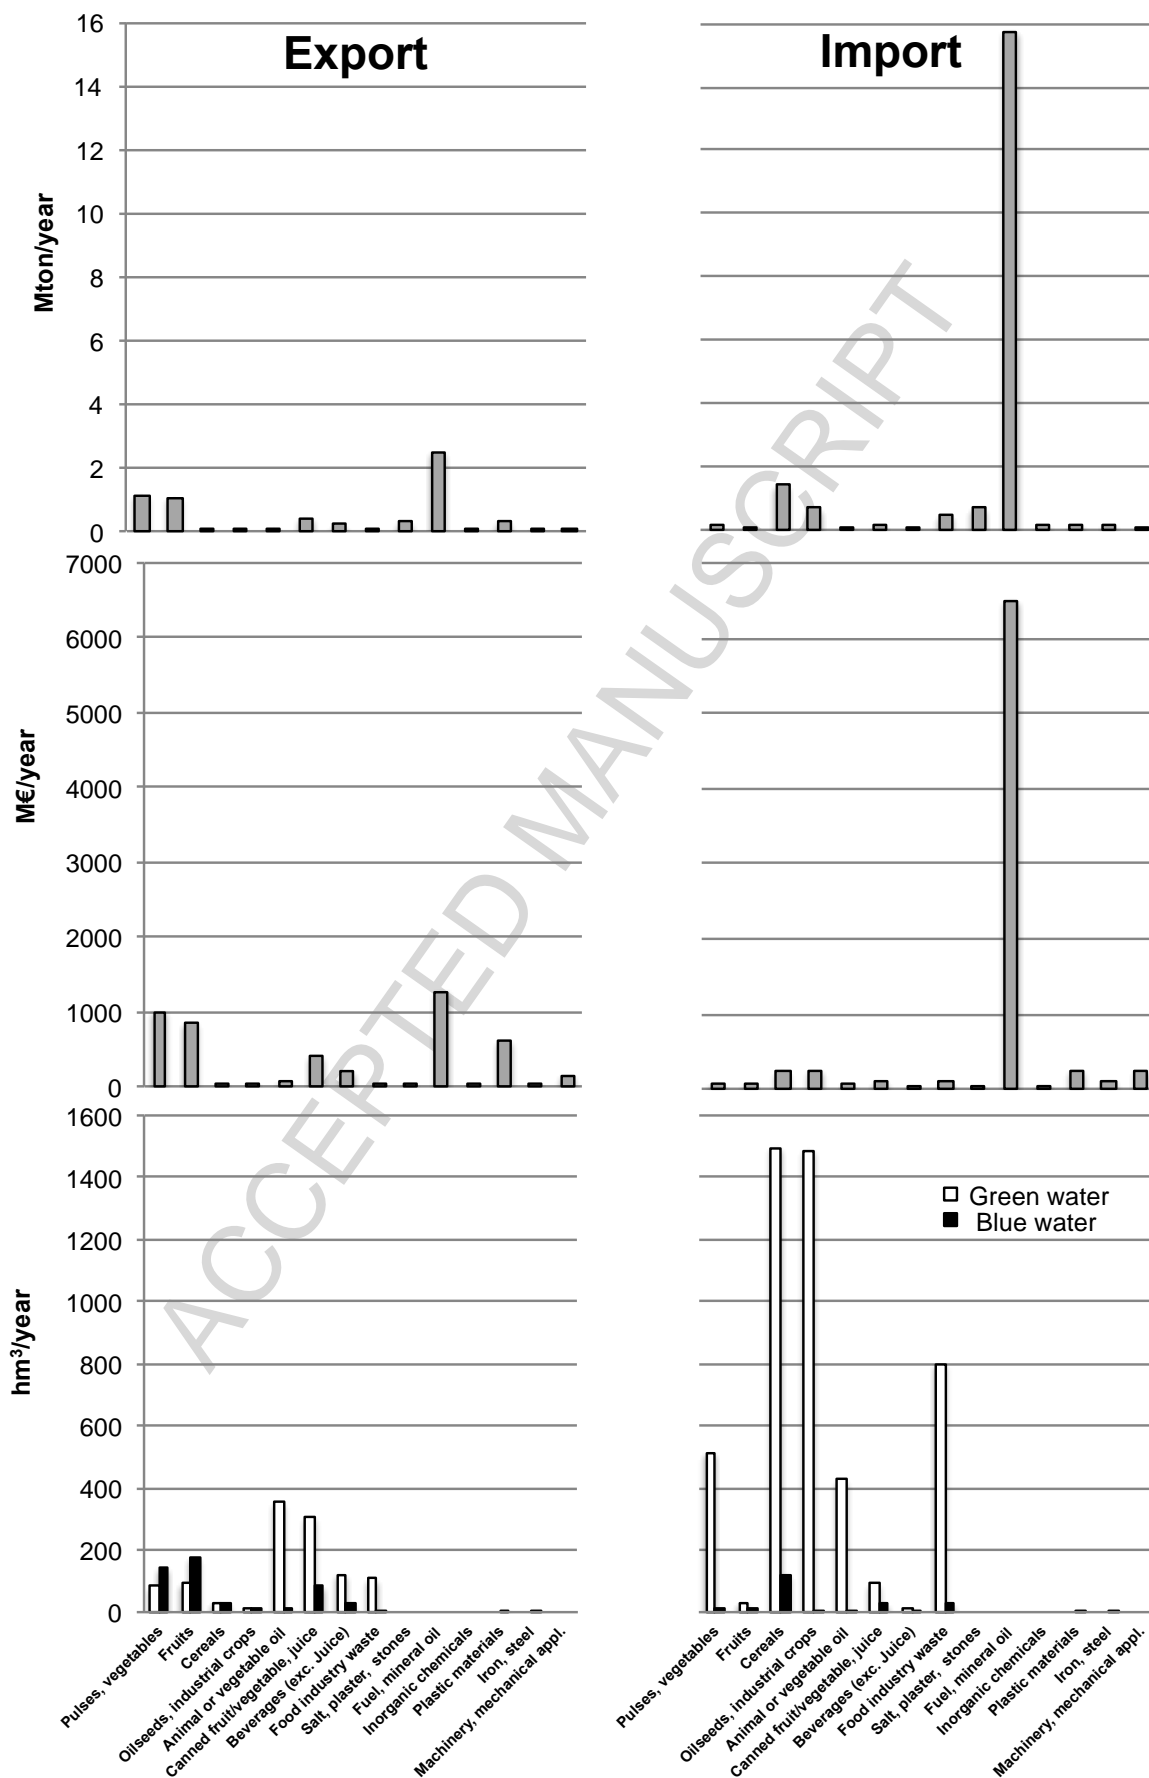 Export
Import
16
14
12
10
8
6
4
2
0
Mton/year
7000
6000
5000
4000
3000
2000
1000
0
M€/year
1600
1400
1200
1000
800
600
400
200
0
hm³/year
Green water
Blue water
ACCEPTED MANUSCRIPT
Pulses, vegetables
Fruits
Cereals
Oilseeds, industrial crops
Animal or vegetable oil
Canned fruit/vegetable, juice
Beverages (exc. Juice)
Food industry waste
Salt, plaster, stones
Fuel, mineral oil
Inorganic chemicals
Plastic materials
Iron, steel
Machinery, mechanical appl.
Pulses, vegetables
Fruits
Cereals
Oilseeds, industrial crops
Animal or vegetable oil
Canned fruit/vegetable, juice
Beverages (exc. Juice)
Food industry waste
Salt, plaster, stones
Fuel, mineral oil
Inorganic chemicals
Plastic materials
Iron, steel
Machinery, mechanical appl.